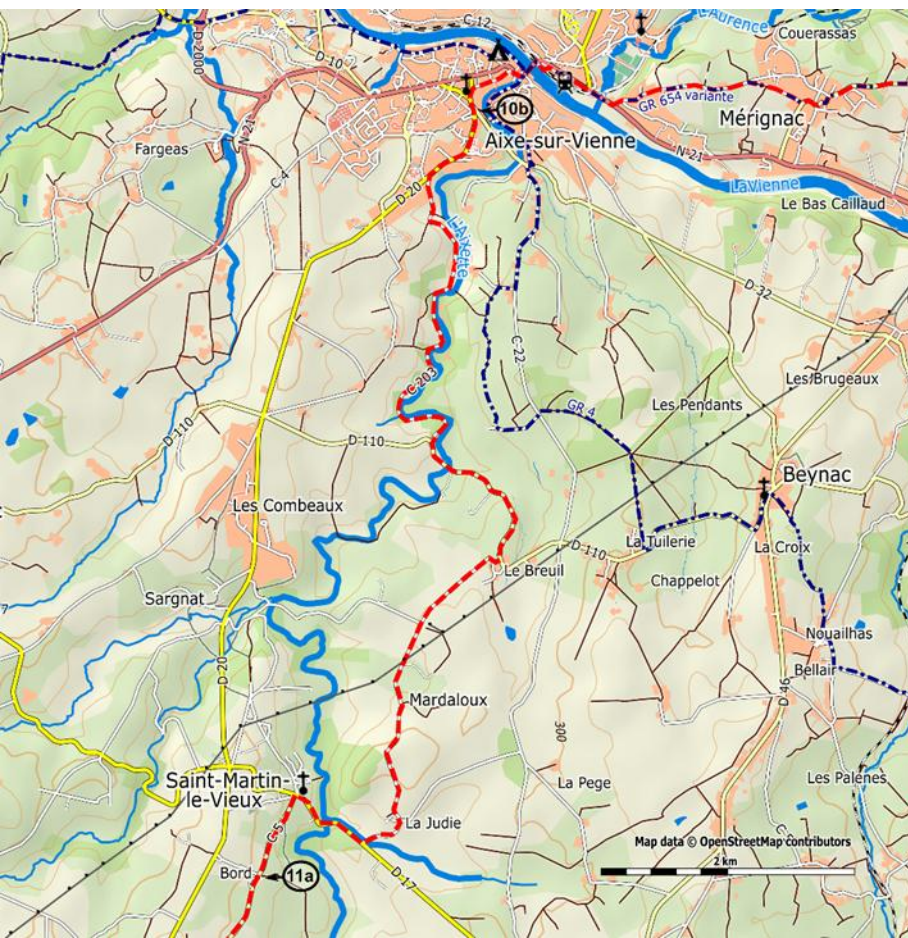 C 12
L'Aurence
Couerassas
D 2000
D 10
GR 654 variante
10b
Mérignac
N 21
Aixe-sur-Vienne
Fargeas
N 21
C 4
La Vienne
D 20
Le Bas Caillaud
L'Aixette
D 32
C 22
C 203
Les Brugeaux
GR 4
Les Pendants
D 110
D 110
Beynac
Les Combeaux
La Tuilerie
D 110
La Croix
Le Breuil
Chappelot
Sargnat
Nouailhas
D 20
Bellair
Mardaloux
D 46
300
Saint-Martin-
le-Vieux
La Pege
Les Palènes
La Judie
C 5
Map data © OpenStreetMap contributors
2 km
Bord
11a
D 17